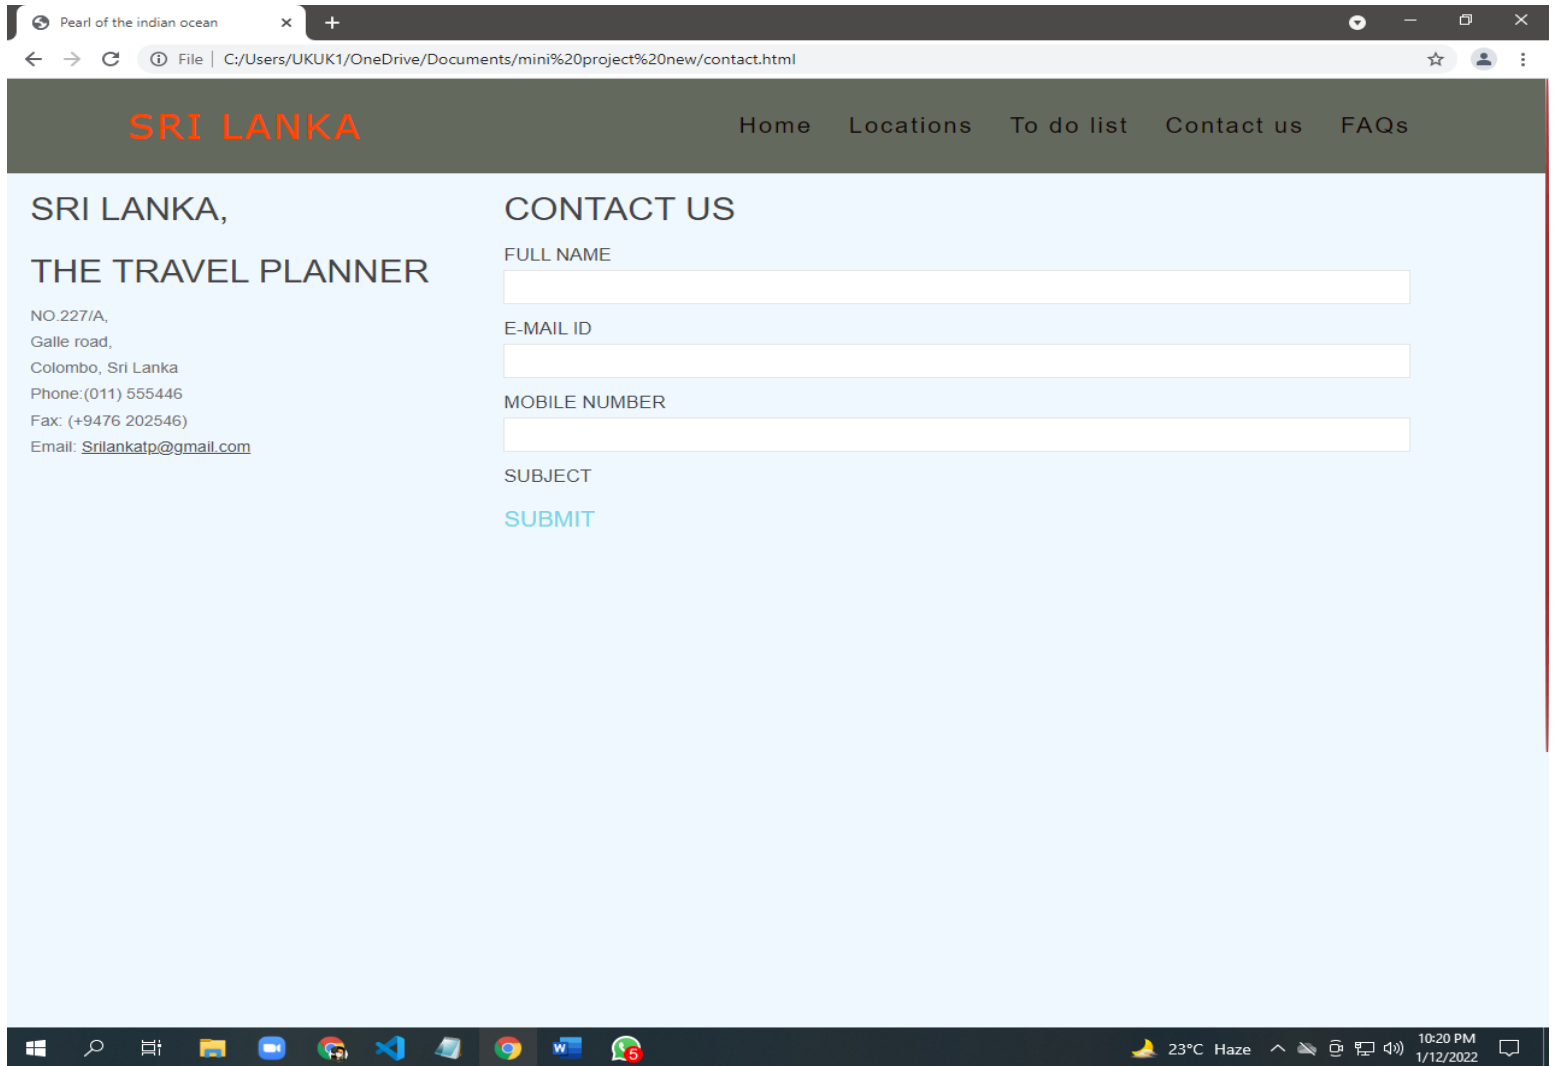 Pearl of the indian ocean
File | C:/Users/UKUK1/OneDrive/Documents/mini%20project%20new/contact.html
SRI LANKA
Home Locations To do list Contact us FAQs
SRI LANKA,
THE TRAVEL PLANNER
NO.227/A,
Galle road,
Colombo, Sri Lanka
Phone:(011) 555446
Fax: (+9476 202546)
Email: Srilankatp@gmail.com
CONTACT US
FULL NAME
E-MAIL ID
MOBILE NUMBER
SUBJECT
SUBMIT
W
5
23°C Haze
10:20 PM
1/12/2022